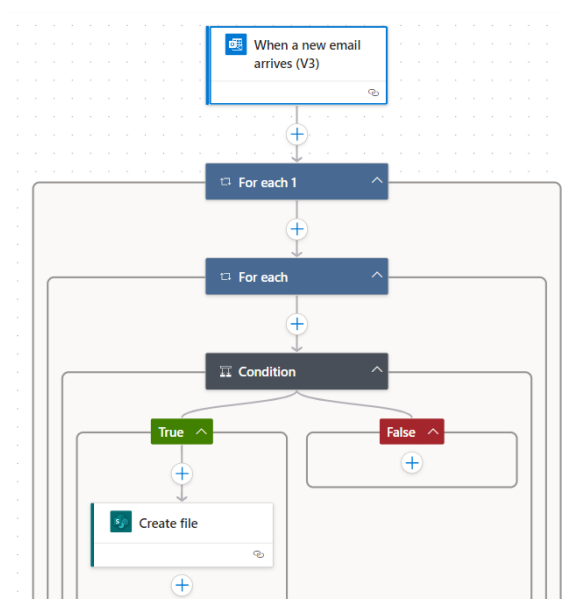 When a new email
arrives (V3)
For each 1
For each
Condition
True
False
Create file